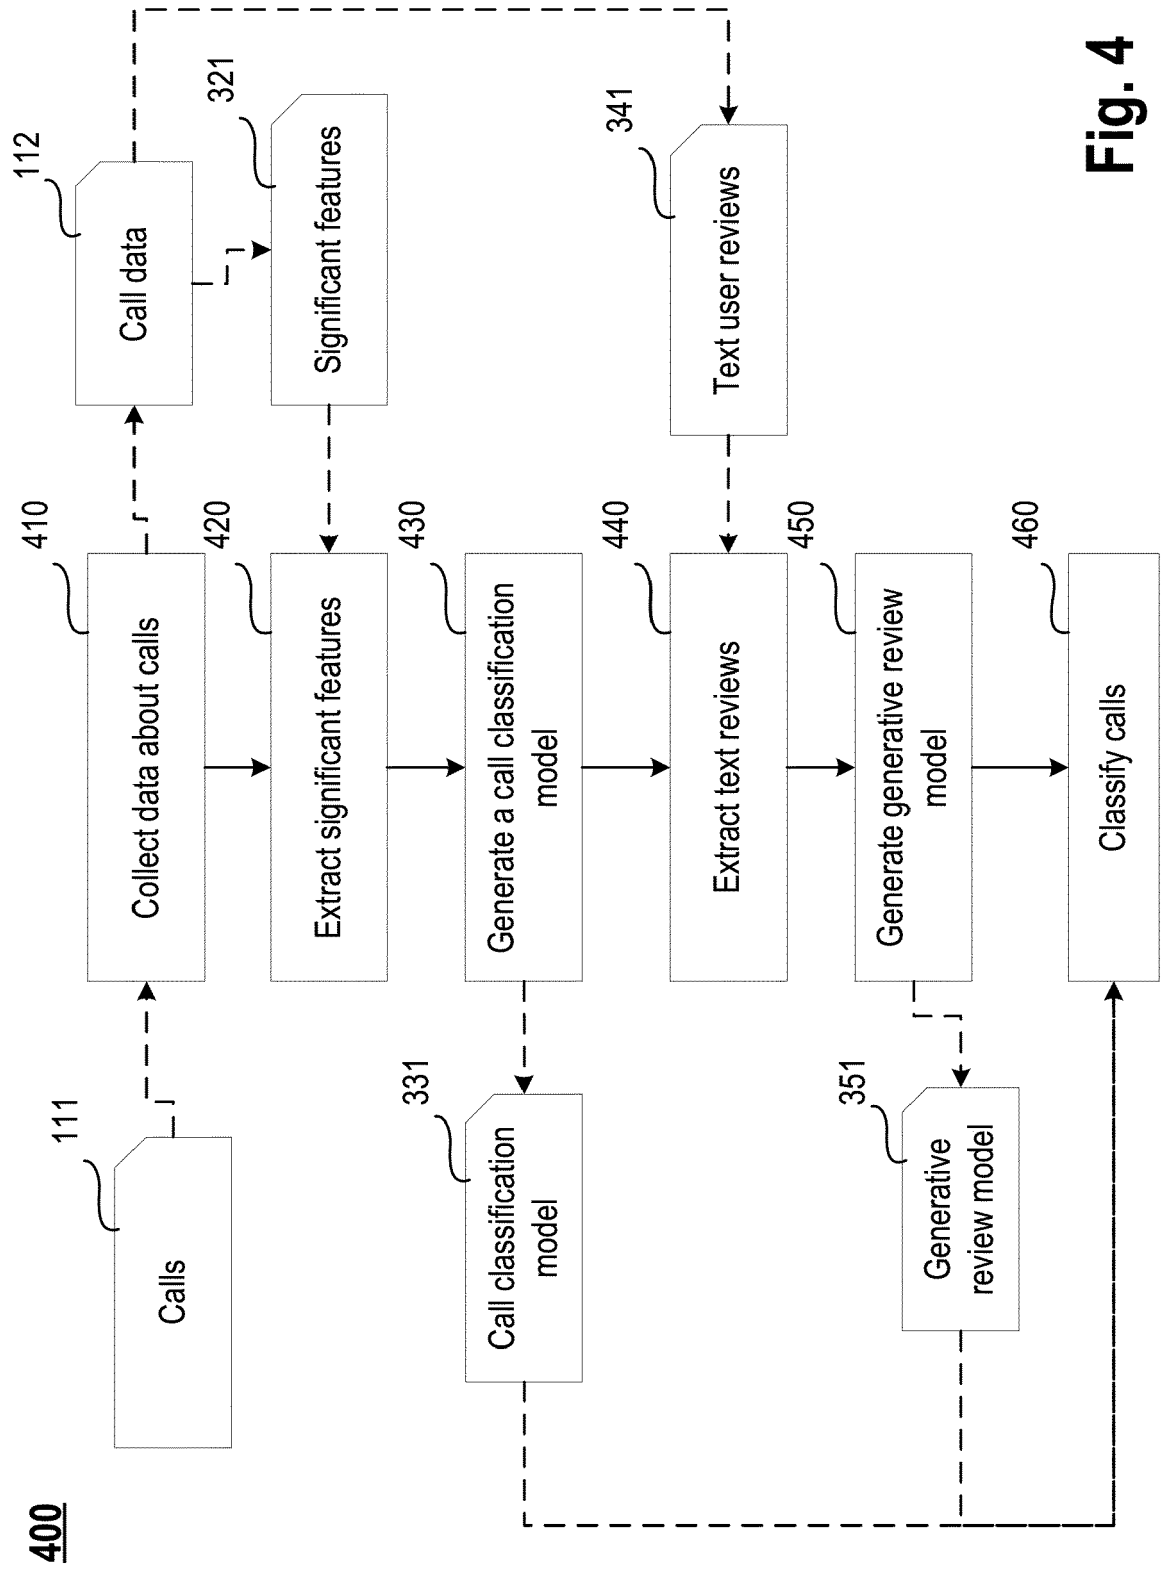 400
111
Calls
410
Collect data about calls
112
Call data
420
Extract significant features
321
Significant features
430
Generate a call classification
model
331
Call classification
model
440
Extract text reviews
341
Text user reviews
450
Generate generative review
model
351
Generative
review model
460
Classify calls
Fig. 4